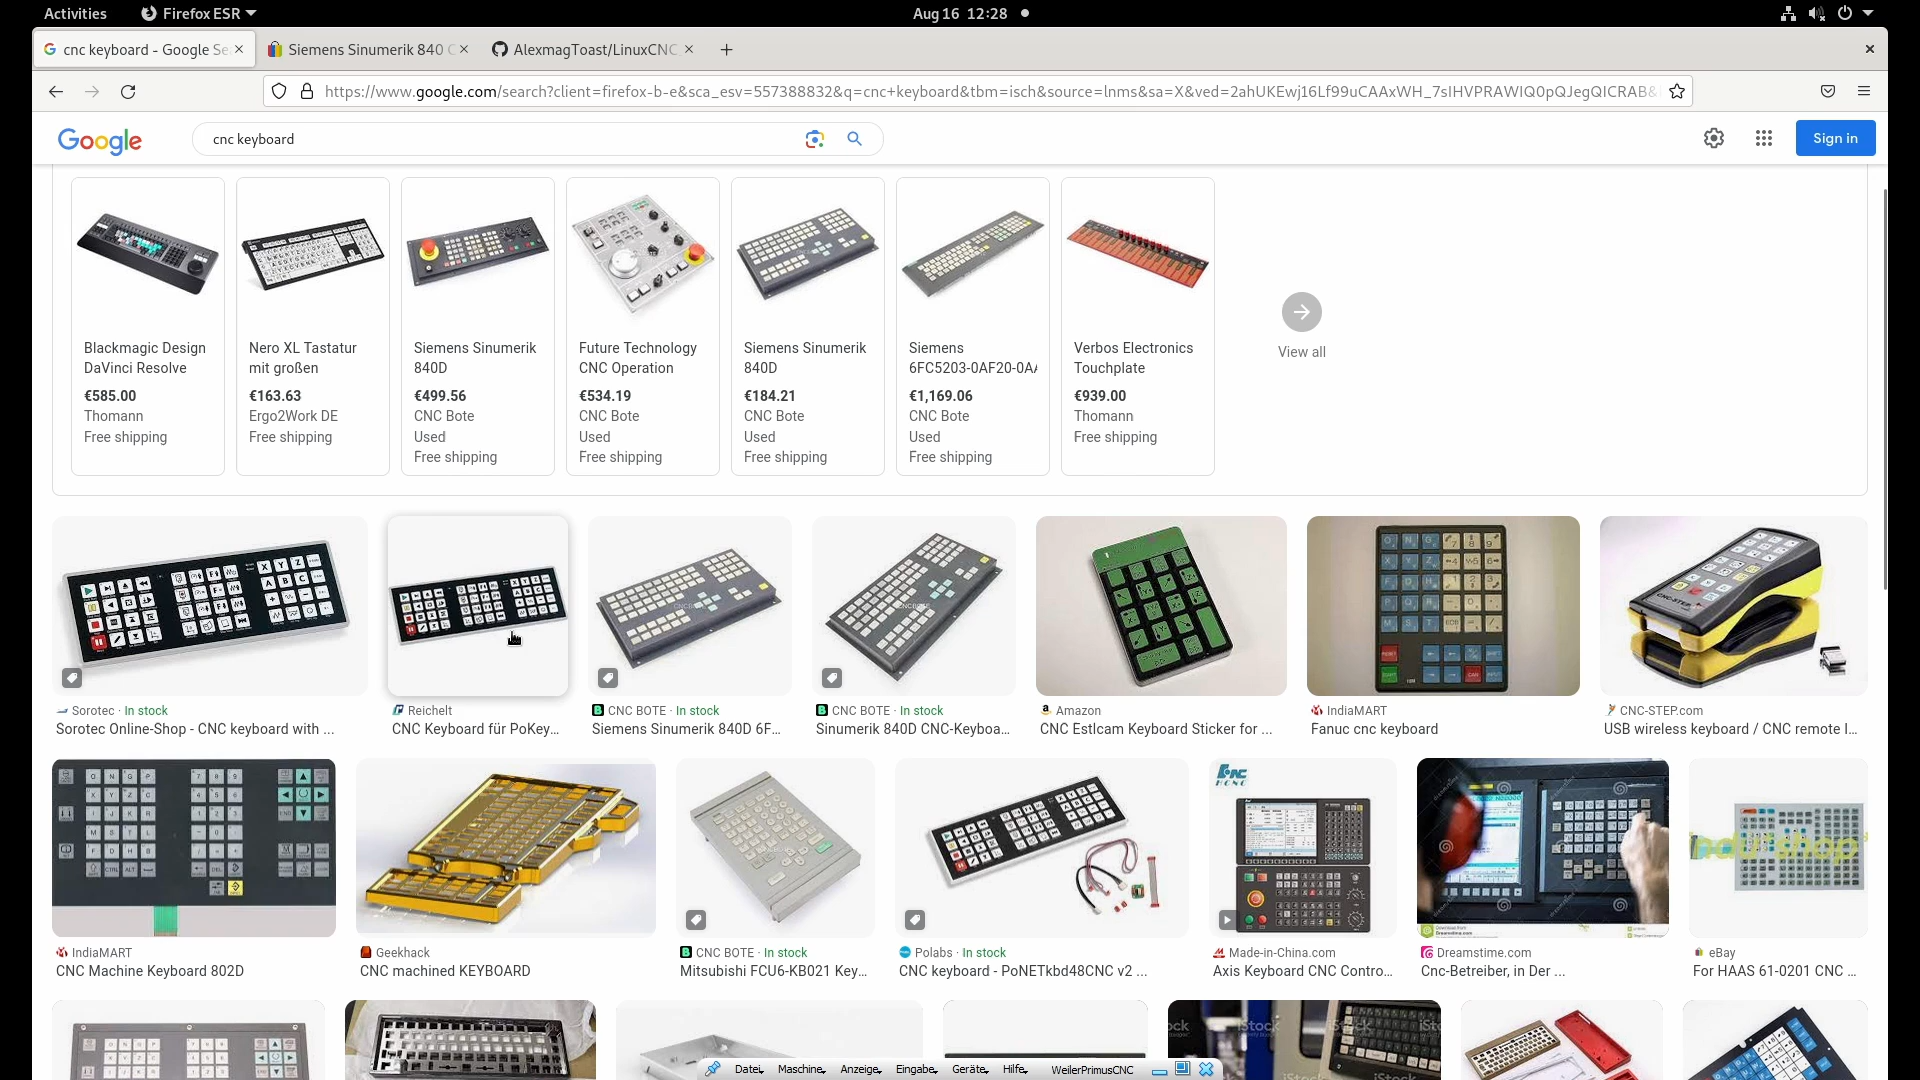 Activities
Firefox ESR
Aug 16 12:28
cnc keyboard - Google Se
Siemens Sinumerik 840 C
AlexmagToast/LinuxCNC
https://www.google.com/search?client=firefox-b-e&sca_esv=557388832&q=cnc+keyboard&tbm=isch&source=lnms&sa=X&ved=2ahUKEwj16Lf99uCAAxWH_7sIHVPRAWIQ0pQJegQICRAB&
Google
cnc keyboard
Sign in
Blackmagic Design
DaVinci Resolve
€585.00
Thomann
Free shipping
Nero XL Tastatur
mit großen
€163.63
Ergo2Work DE
Free shipping
Siemens Sinumerik
840D
€499.56
CNC Bote
Used
Free shipping
Future Technology
CNC Operation
€534.19
CNC Bote
Used
Free shipping
Siemens Sinumerik
840D
€184.21
CNC Bote
Used
Free shipping
Siemens
6FC5203-0AF20-0AA
€1,169.06
CNC Bote
Used
Free shipping
Verbos Electronics
Touchplate
€939.00
Thomann
Free shipping
View all
Sorotec · In stock
Sorotec Online-Shop - CNC keyboard with ...
Reichelt
CNC Keyboard für PoKey...
CNC BOTE · In stock
Siemens Sinumerik 840D 6F...
CNC BOTE · In stock
Sinumerik 840D CNC-Keyboa...
Amazon
CNC Estlcam Keyboard Sticker for ...
IndiaMART
Fanuc cnc keyboard
CNC-STEP.com
USB wireless keyboard / CNC remote I...
IndiaMART
CNC Machine Keyboard 802D
Geekhack
CNC machined KEYBOARD
CNC BOTE · In stock
Mitsubishi FCU6-KB021 Key...
Polabs · In stock
CNC keyboard - PoNETkbd48CNC v2 ...
Made-in-China.com
Axis Keyboard CNC Contro...
Dreamstime.com
Cnc-Betreiber, in Der ...
eBay
For HAAS 61-0201 CNC ...
iStock
iStock
Datei
Maschine
Anzeige
Eingabe
Geräte
Hilfe
WeilerPrimusCNC